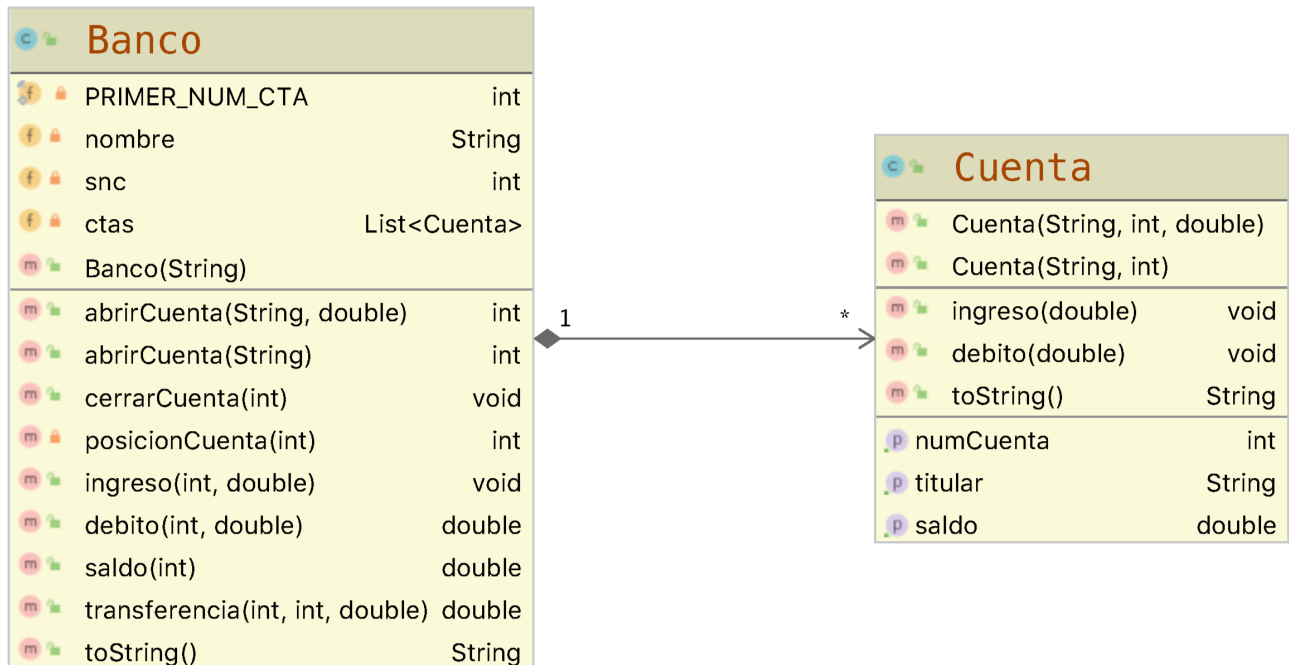 Banco
PRIMER_NUM_CTA int
nombre String
snc int
ctas List<Cuenta>
Banco(String)
abrirCuenta(String, double) int
abrirCuenta(String) int
cerrarCuenta(int) void
posicionCuenta(int) int
ingreso(int, double) void
debito(int, double) double
saldo(int) double
transferencia(int, int, double) double
toString() String
1 *
Cuenta
Cuenta(String, int, double)
Cuenta(String, int)
ingreso(double) void
debito(double) void
toString() String
numCuenta int
titular String
saldo double